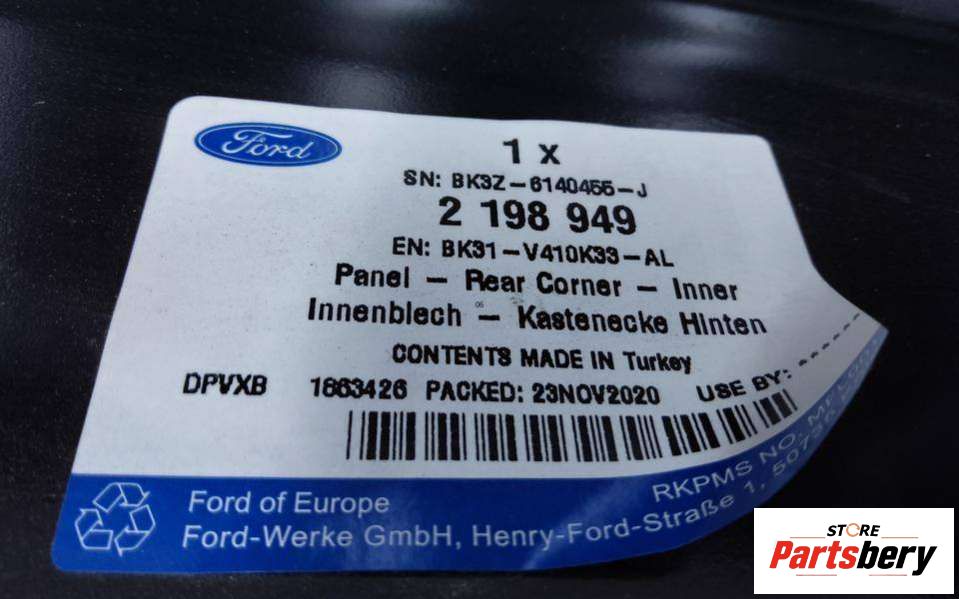 Ford
1 x
SN: BK3Z-6140455-J
2 198 949
EN: BK31-V410K33-AL
Panel - Rear Corner - Inner
Innenblech - Kastenecke Hinten
CONTENTS MADE IN Turkey
DPVXB 1863426 PACKED: 23NOV2020 USE BY: ------
RKPMS NO.
Ford of Europe
Ford-Werke GmbH, Henry-Ford-Straße 1,
STORE
Partsbery